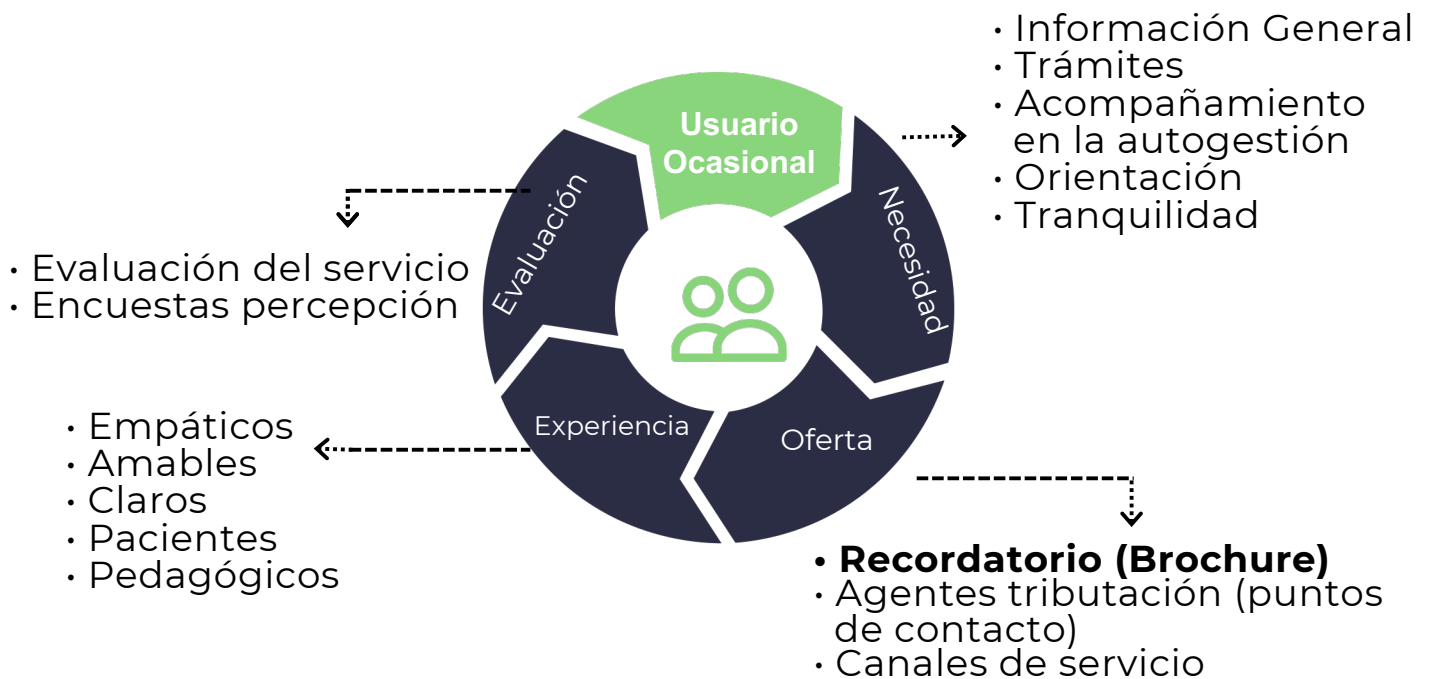 Usuario
Ocasional
Necesidad
• Información General
• Trámites
• Acompañamiento
en la autogestión
• Orientación
• Tranquilidad
Oferta
• Recordatorio (Brochure)
• Agentes tributación (puntos
de contacto)
• Canales de servicio
Experiencia
• Empáticos
• Amables
• Claros
• Pacientes
• Pedagógicos
Evaluación
• Evaluación del servicio
• Encuestas percepción